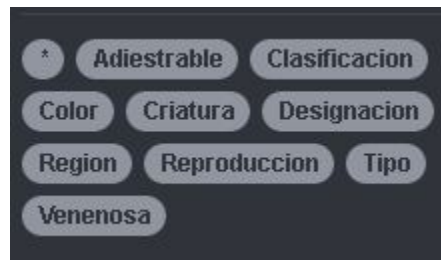 * Adiestrable Clasificacion
Color Criatura Designacion
Region Reproduccion Tipo
Venenosa